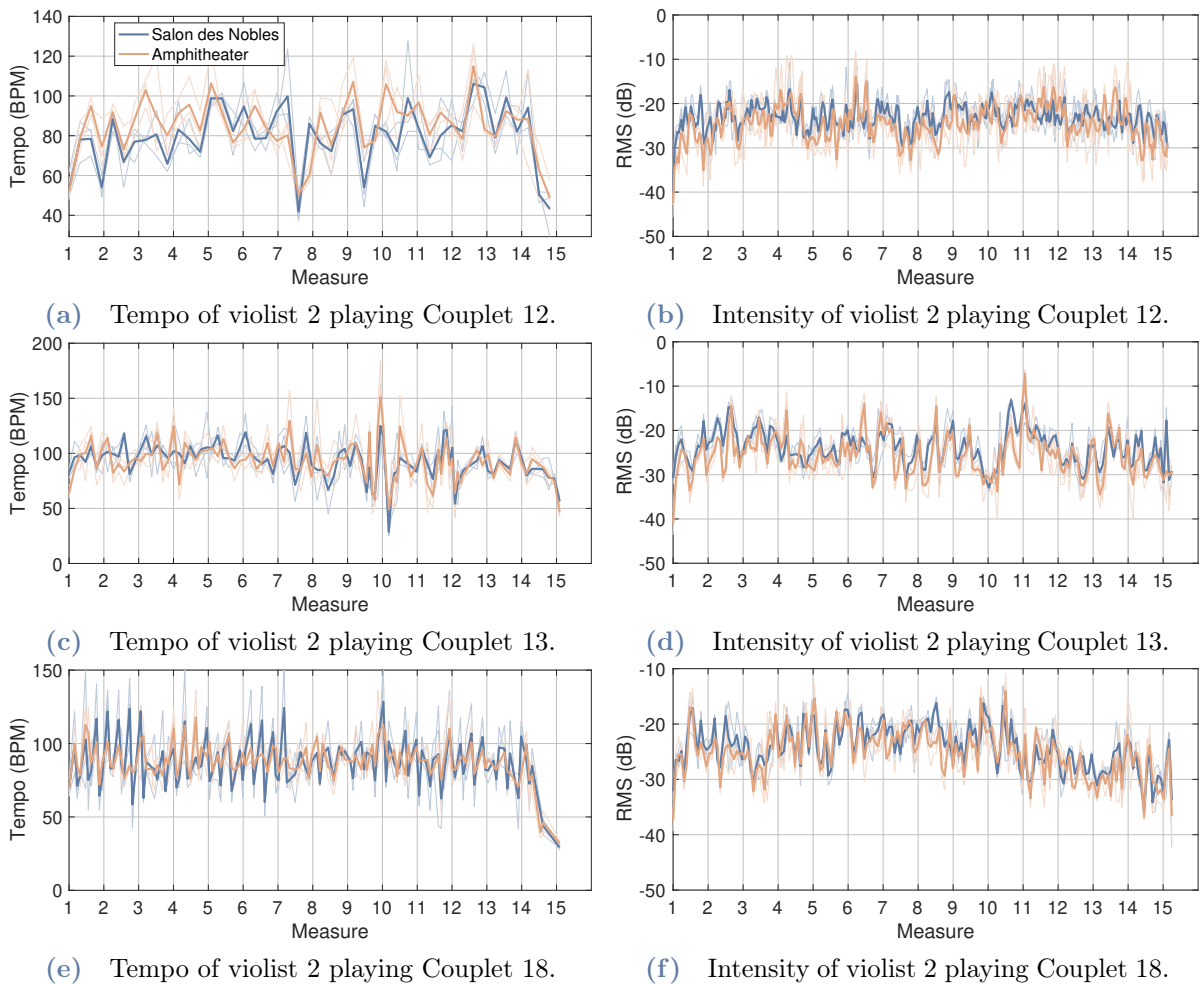 140
120
100
80
60
40
Tempo (BPM)
Salon des Nobles
Amphitheater
1 2 3 4 5 6 7 8 9 10 11 12 13 14 15
Measure
(a) Tempo of violist 2 playing Couplet 12.
0
-10
-20
-30
-40
-50
RMS (dB)
1 2 3 4 5 6 7 8 9 10 11 12 13 14 15
Measure
(b) Intensity of violist 2 playing Couplet 12.
200
150
100
50
0
Tempo (BPM)
1 2 3 4 5 6 7 8 9 10 11 12 13 14 15
Measure
(c) Tempo of violist 2 playing Couplet 13.
0
-10
-20
-30
-40
-50
RMS (dB)
1 2 3 4 5 6 7 8 9 10 11 12 13 14 15
Measure
(d) Intensity of violist 2 playing Couplet 13.
150
100
50
0
Tempo (BPM)
1 2 3 4 5 6 7 8 9 10 11 12 13 14 15
Measure
(e) Tempo of violist 2 playing Couplet 18.
-10
-20
-30
-40
-50
RMS (dB)
1 2 3 4 5 6 7 8 9 10 11 12 13 14 15
Measure
(f) Intensity of violist 2 playing Couplet 18.